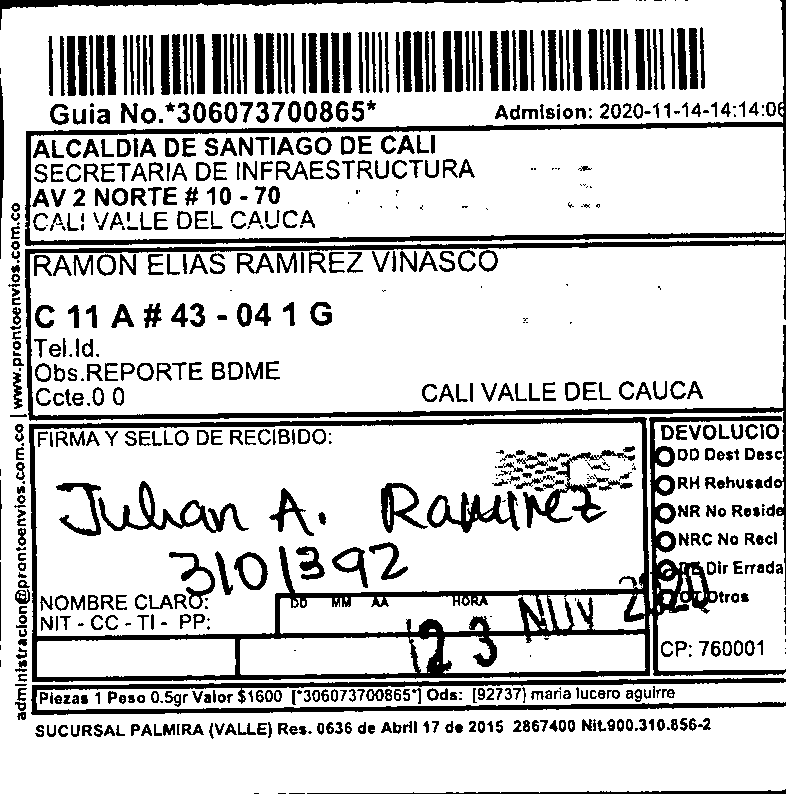 Guia No.*306073700865*
Admision: 2020-11-14-14:14:06
ALCALDIA DE SANTIAGO DE CALI
SECRETARIA DE INFRAESTRUCTURA
AV 2 NORTE # 10 - 70
CALI VALLE DEL CAUCA
RAMON ELIAS RAMIREZ VINASCO
C 11 A # 43 - 04 1 G
Tel.Id.
Obs.REPORTE BDME
Ccte.0 0
CALI VALLE DEL CAUCA
administracion@prontoenvios.com.co | www.prontoenvios.com.co
FIRMA Y SELLO DE RECIBIDO:
Julian A. Ramirez
3101392
NOMBRE CLARO:
NIT - CC - TI - PP:
DD MM AA HORA
23 NOV 2020
DEVOLUCIO
DD Dest Desc
RH Rehusado
NR No Reside
NRC No Recl
DE Dir Errada
OT Otros
CP: 760001
Piezas 1 Peso 0.5gr Valor $1600 [*306073700865*] Ods: [92737] maria lucero aguirre
SUCURSAL PALMIRA (VALLE) Res. 0636 de Abril 17 de 2015 2867400 Nit.900.310.856-2